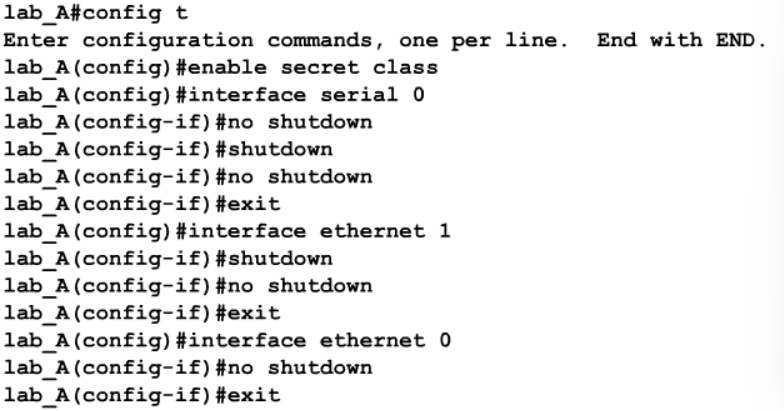 lab_A#config t
Enter configuration commands, one per line.  End with END.
lab_A(config)#enable secret class
lab_A(config)#interface serial 0
lab_A(config-if)#no shutdown
lab_A(config-if)#shutdown
lab_A(config-if)#no shutdown
lab_A(config-if)#exit
lab_A(config)#interface ethernet 1
lab_A(config-if)#shutdown
lab_A(config-if)#no shutdown
lab_A(config-if)#exit
lab_A(config)#interface ethernet 0
lab_A(config-if)#no shutdown
lab_A(config-if)#exit